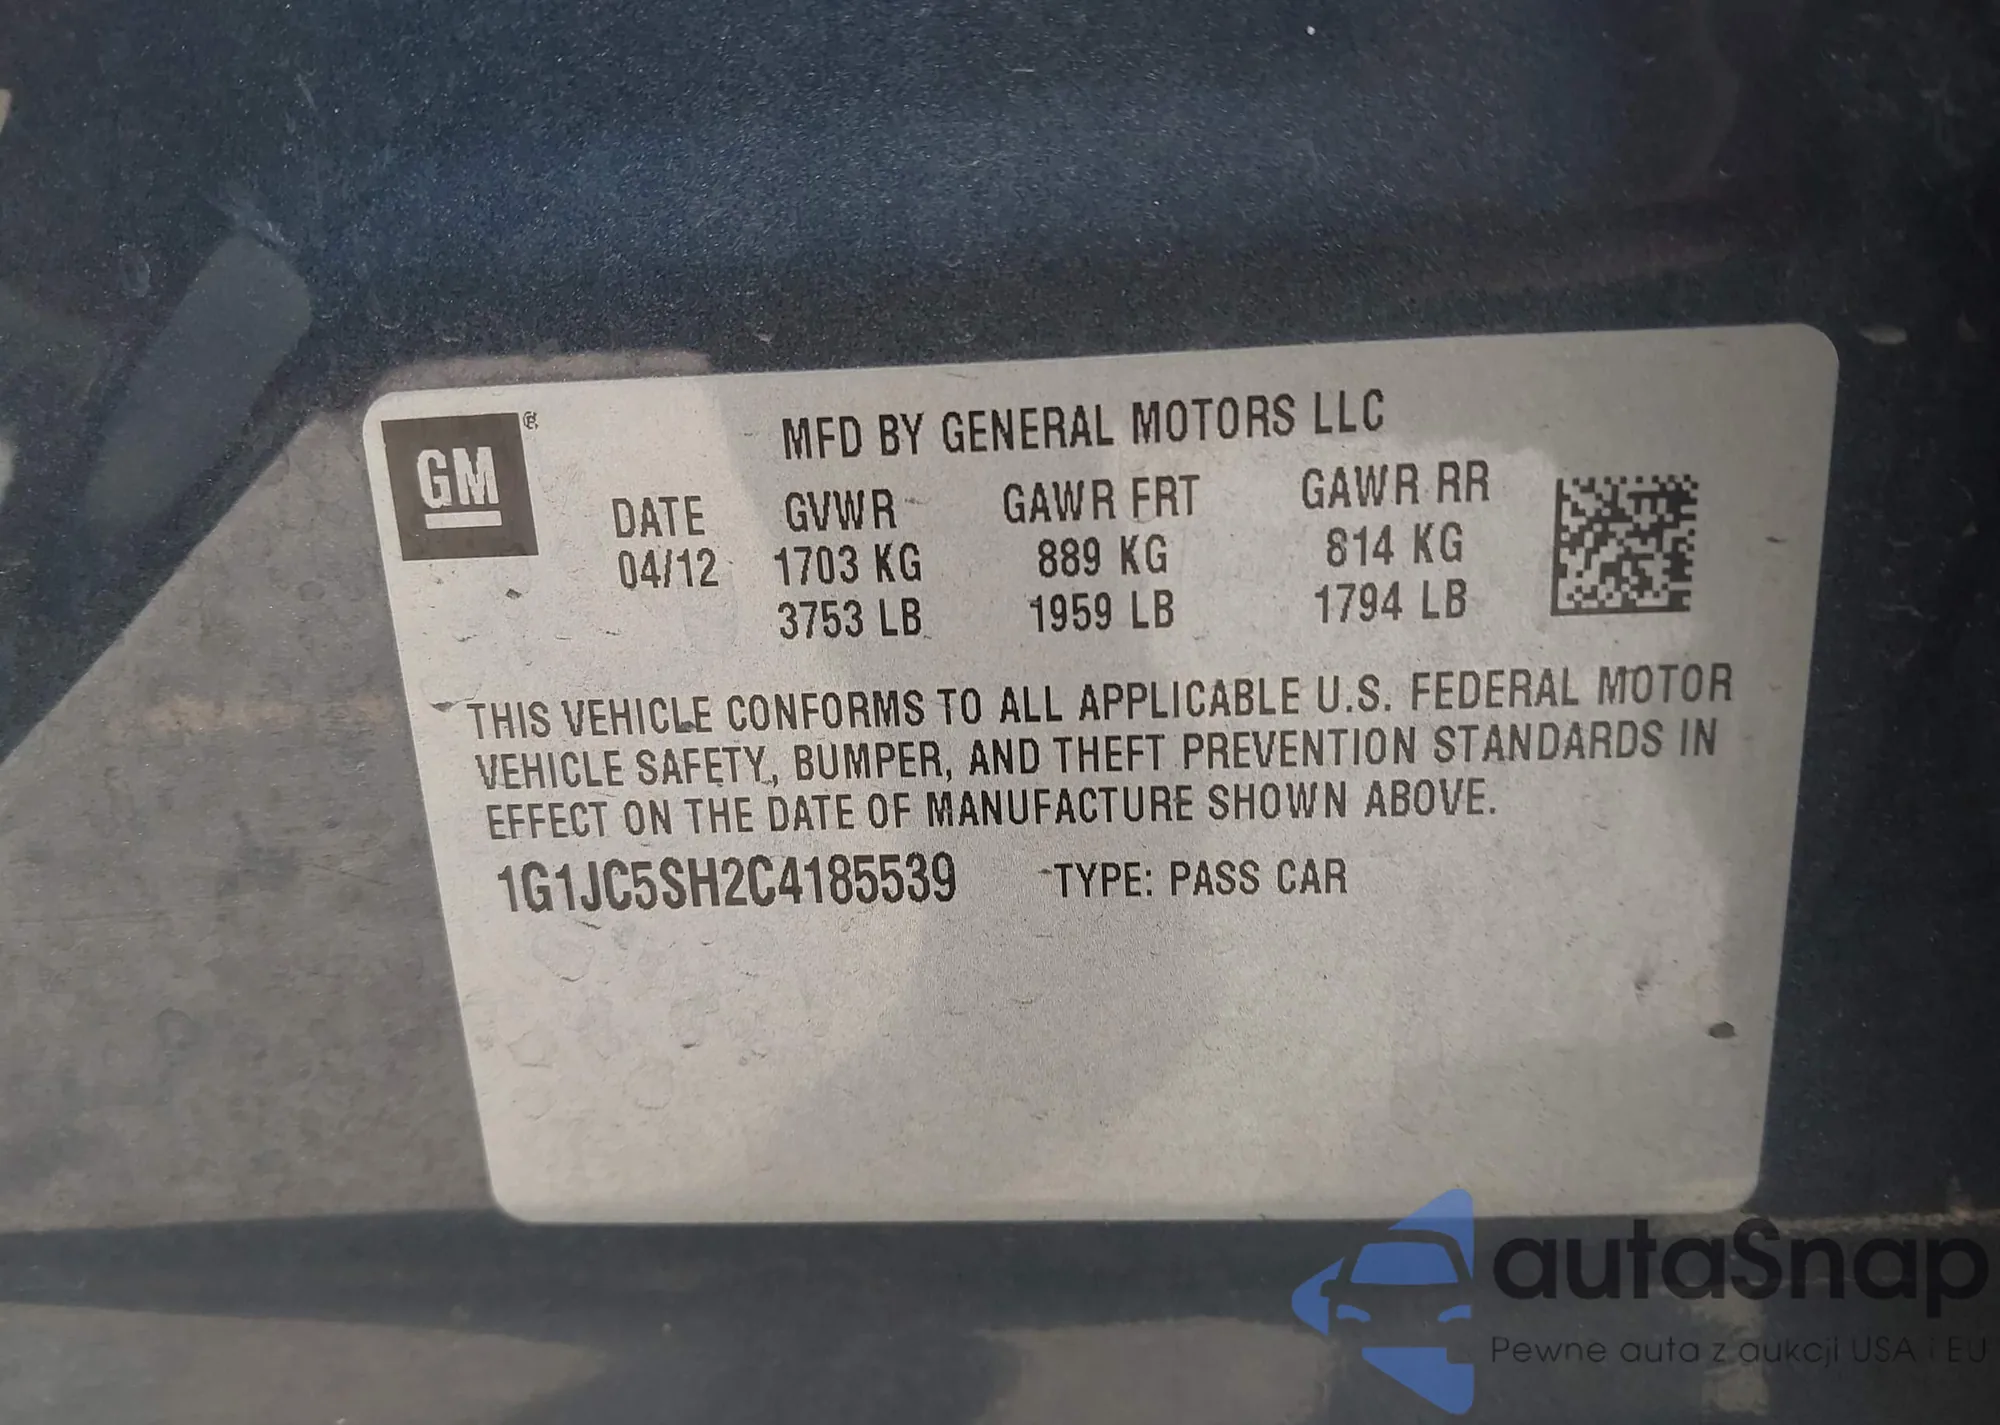 GM ®
MFD BY GENERAL MOTORS LLC
DATE GVWR GAWR FRT GAWR RR
04/12 1703 KG 889 KG 814 KG
3753 LB 1959 LB 1794 LB
THIS VEHICLE CONFORMS TO ALL APPLICABLE U.S. FEDERAL MOTOR
VEHICLE SAFETY, BUMPER, AND THEFT PREVENTION STANDARDS IN
EFFECT ON THE DATE OF MANUFACTURE SHOWN ABOVE.
1G1JC5SH2C4185539 TYPE: PASS CAR
autaSnap
Pewne auta z aukcji USA i EU